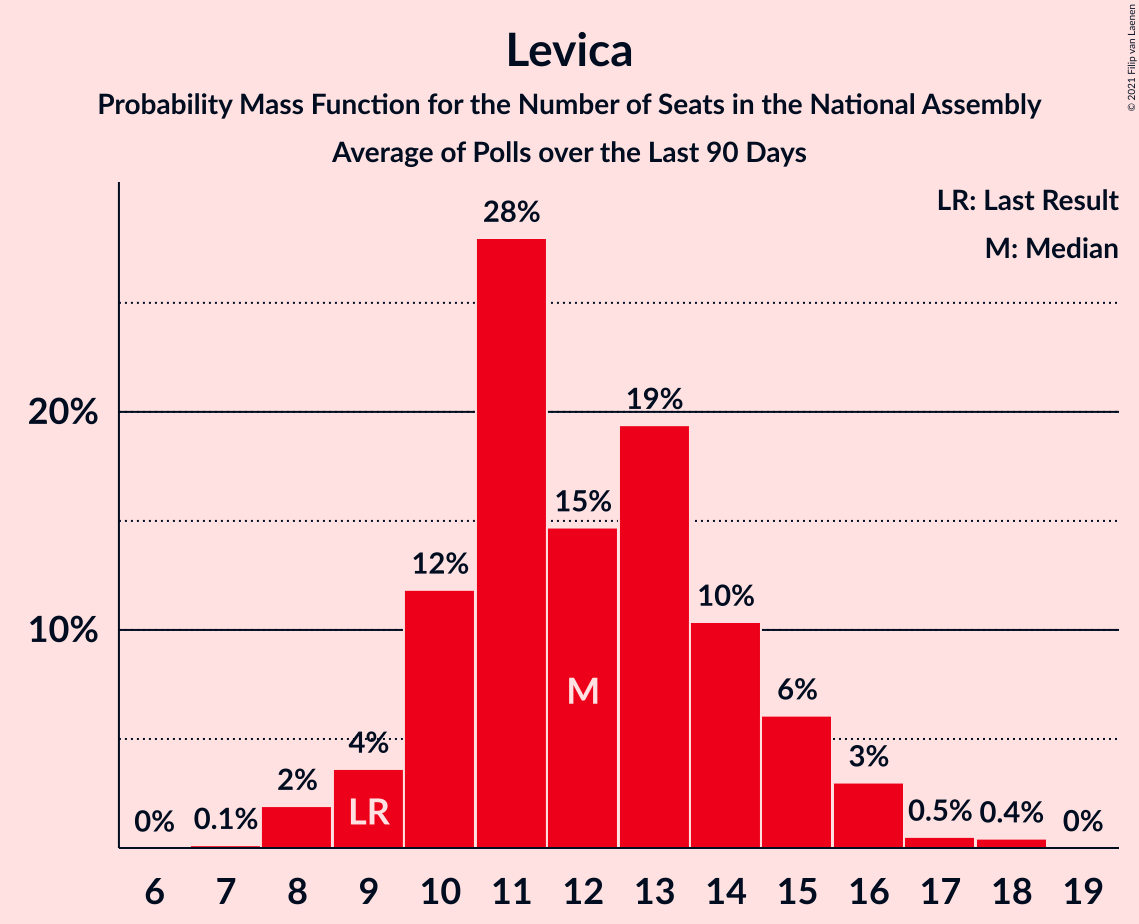 Levica
Probability Mass Function for the Number of Seats in the National Assembly
Average of Polls over the Last 90 Days
© 2021 Filip van Laenen
LR: Last Result
M: Median
28%
20%
19%
15%
12%
10%
10%
M
6%
4%
3%
2%
LR
0%
0.1%
0.5%
0.4%
0%
6 7 8 9 10 11 12 13 14 15 16 17 18 19